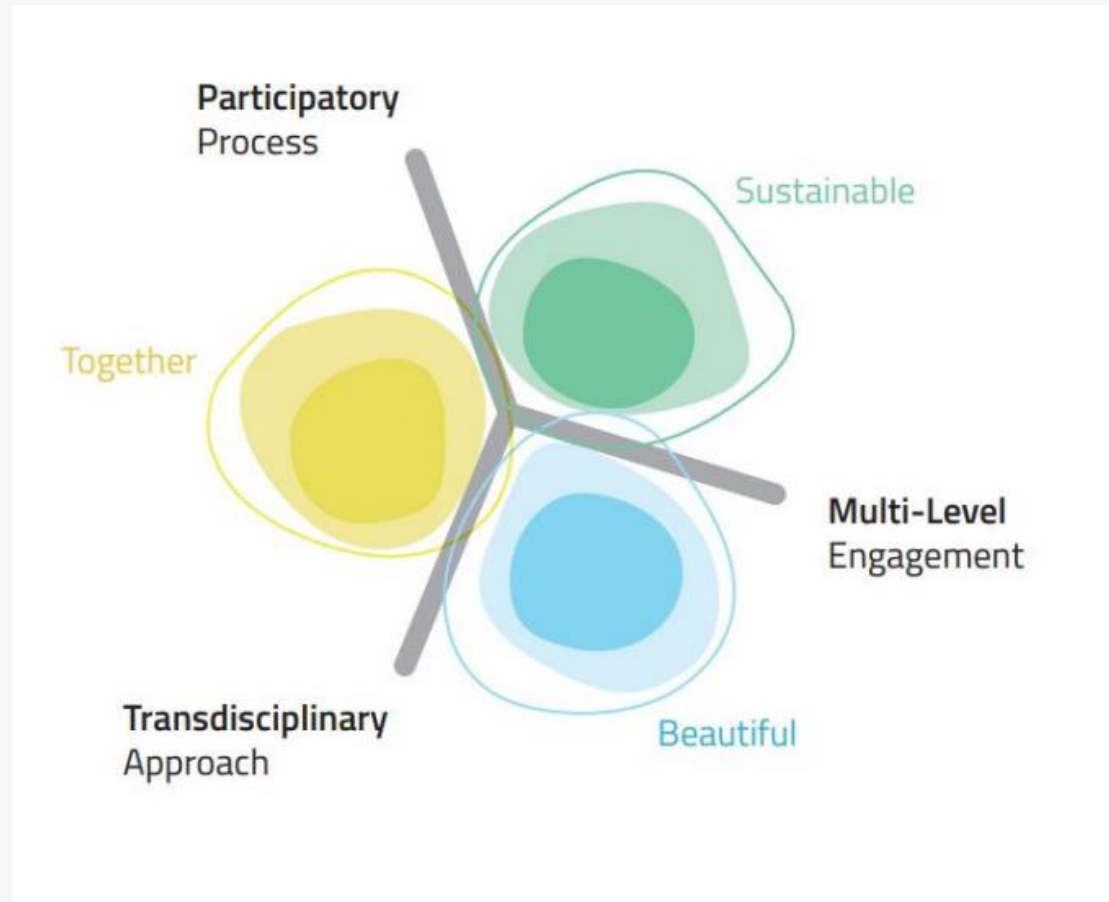 Participatory
Process
Sustainable
Together
Multi-Level
Engagement
Transdisciplinary
Approach
Beautiful